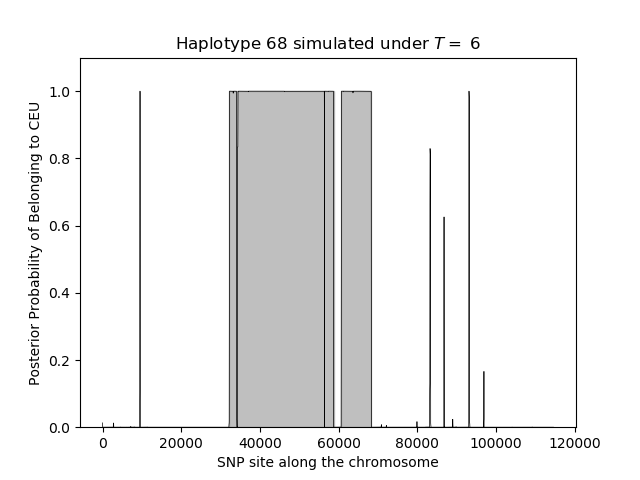 Haplotype 68 simulated under T = 6
Posterior Probability of Belonging to CEU
1.0
0.8
0.6
0.4
0.2
0.0
0 20000 40000 60000 80000 100000 120000
SNP site along the chromosome